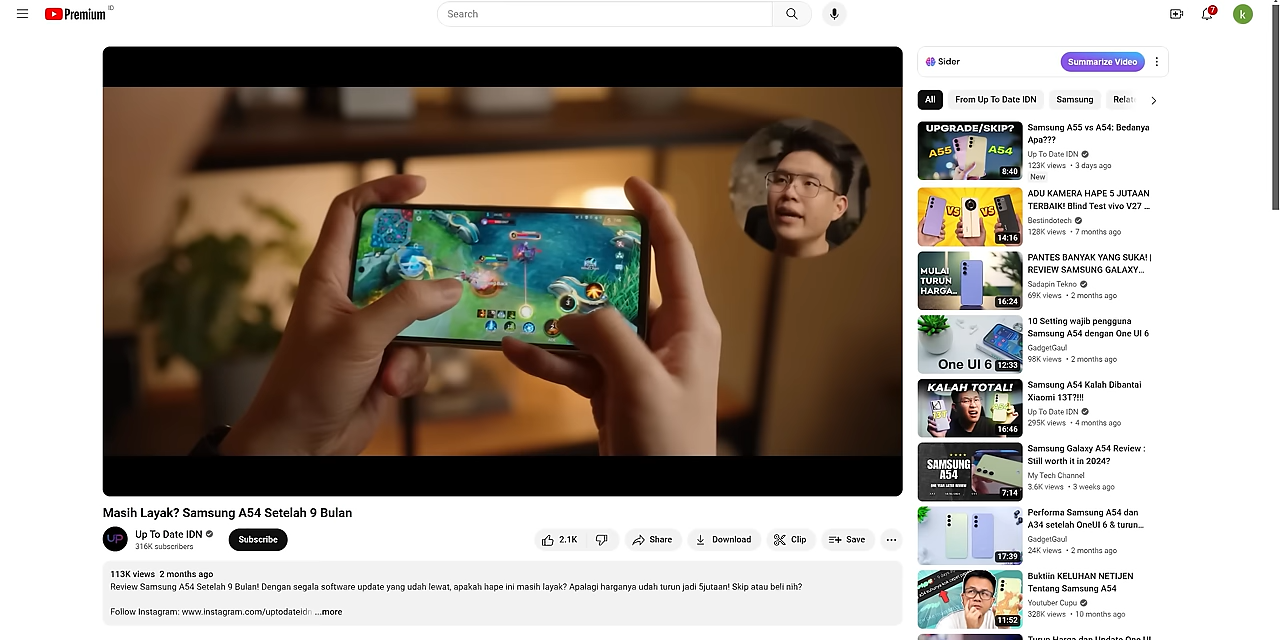 Premium ID
Search
7
k
Sider
Summarize Video
All
From Up To Date IDN
Samsung
Masih Layak? Samsung A54 Setelah 9 Bulan
UP
Up To Date IDN
316K subscribers
Subscribe
2.1K
Share
Download
Clip
Save
113K views 2 months ago
Review Samsung A54 Setelah 9 Bulan! Dengan segala software update yang udah lewat, apakah hape ini masih layak? Apalagi harganya udah turun jadi 5jutaan! Skip atau beli nih?
Follow Instagram: www.instagram.com/uptodateidn ...more
UPGRADE/SKIP?
A55
A54
8:40
Samsung A55 vs A54: Bedanya
Apa???
Up To Date IDN
123K views • 3 days ago
New
VS
VS
14:16
ADU KAMERA HAPE 5 JUTAAN
TERBAIK! Blind Test vivo V27 ...
Bestindotech
128K views • 7 months ago
MULAI
TURUN
HARGA...
16:24
PANTES BANYAK YANG SUKA! |
REVIEW SAMSUNG GALAXY...
Sadapin Tekno
69K views • 2 months ago
One UI 6
12:33
10 Setting wajib pengguna
Samsung A54 dengan One UI 6
GadgetGaul
98K views • 2 months ago
KALAH TOTAL!
A54
16:46
Samsung A54 Kalah Dibantai
Xiaomi 13T?!!!
Up To Date IDN
295K views • 4 months ago
SAMSUNG
A54
7:14
Samsung Galaxy A54 Review :
Still worth it in 2024?
My Tech Channel
3.6K views • 3 weeks ago
17:39
Performa Samsung A54 dan
A34 setelah OneUI 6 & turun...
GadgetGaul
24K views • 2 months ago
11:52
Buktiin KELUHAN NETIJEN
Tentang Samsung A54
Youtuber Cupu
328K views • 10 months ago
Turun Harga dan Update One UI